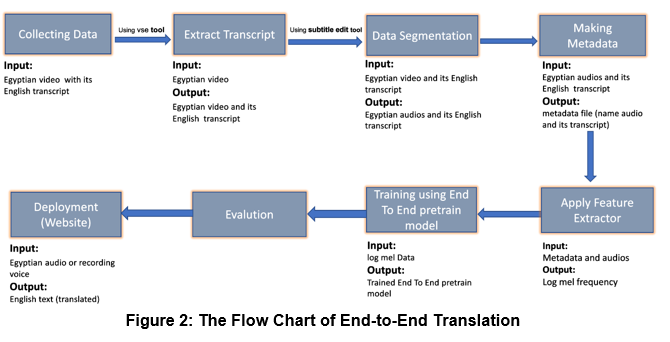 Collecting Data
Using vse tool
Extract Transcript
Using subtitle edit tool
Data Segmentation
Making
Metadata
Input:
Egyptian video with its
English transcript
Input:
Egyptian video
Output:
Egyptian video and its
English transcript
Input:
Egyptian video and its English
transcript
Output:
Egyptian audios and its English
transcript
Input:
Egyptian audios and its
English transcript
Output:
metadata file (name audio
and its transcript)
Apply Feature
Extractor
Input:
Metadata and audios
Output:
Log mel frequency
Training using End
To End pretrain
model
Input:
log mel Data
Output:
Trained End To End pretrain
model
Evalution
Deployment
(Website)
Input:
Egyptian audio or recording
voice
Output:
English text (translated)
Figure 2: The Flow Chart of End-to-End Translation